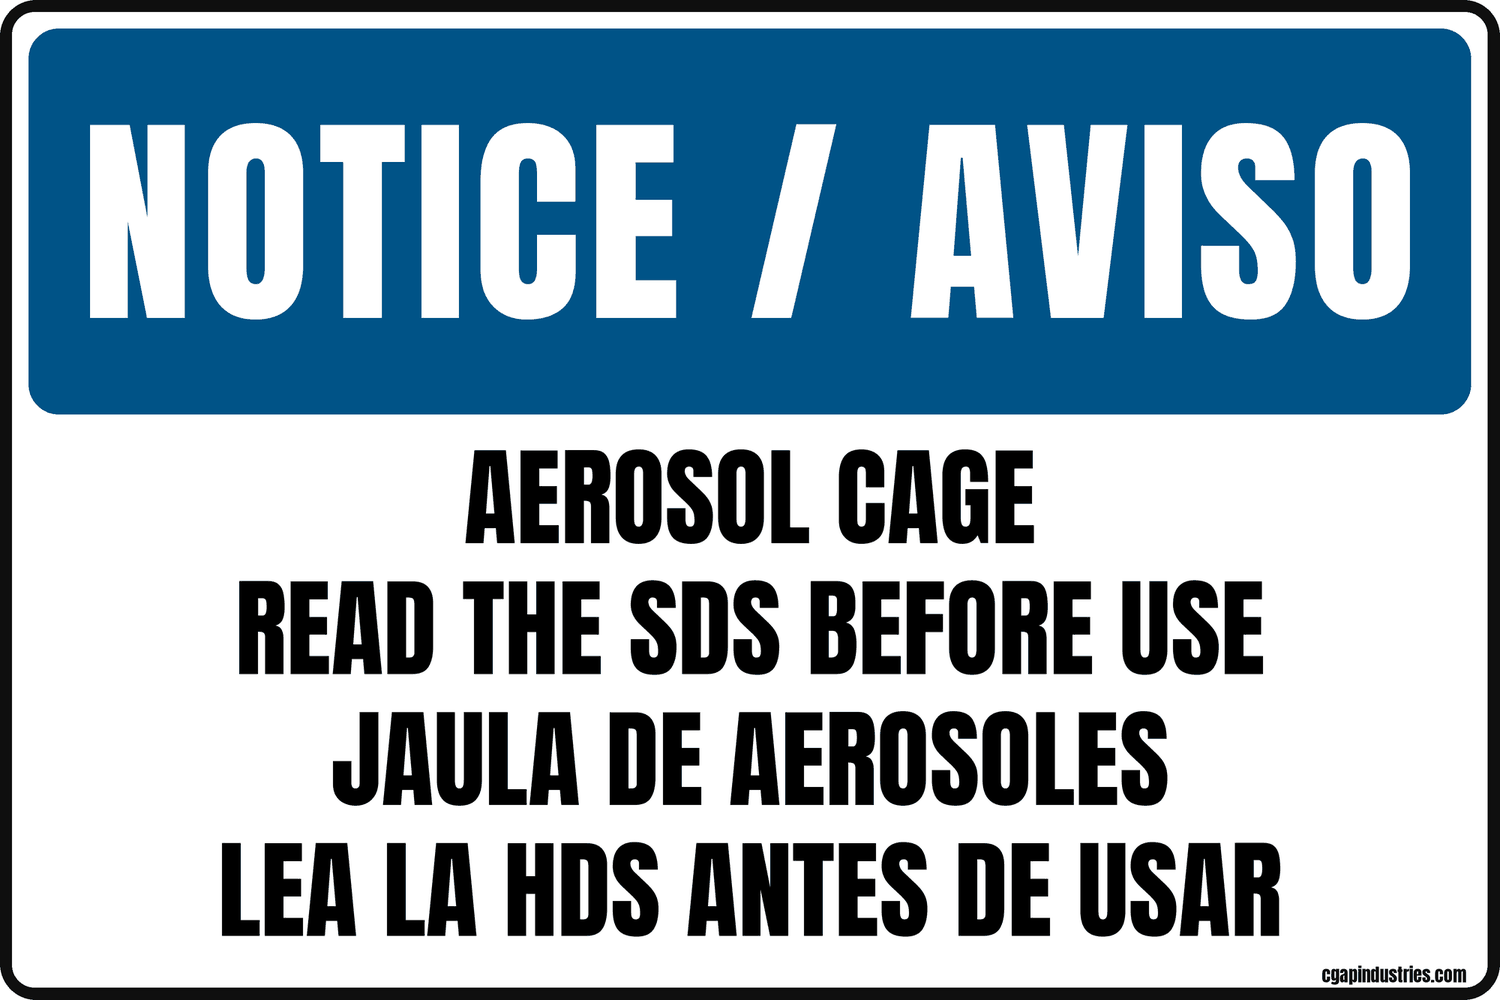 NOTICE / AVISO
AEROSOL CAGE
READ THE SDS BEFORE USE
JAULA DE AEROSOLES
LEA LA HDS ANTES DE USAR
cgapindustries.com